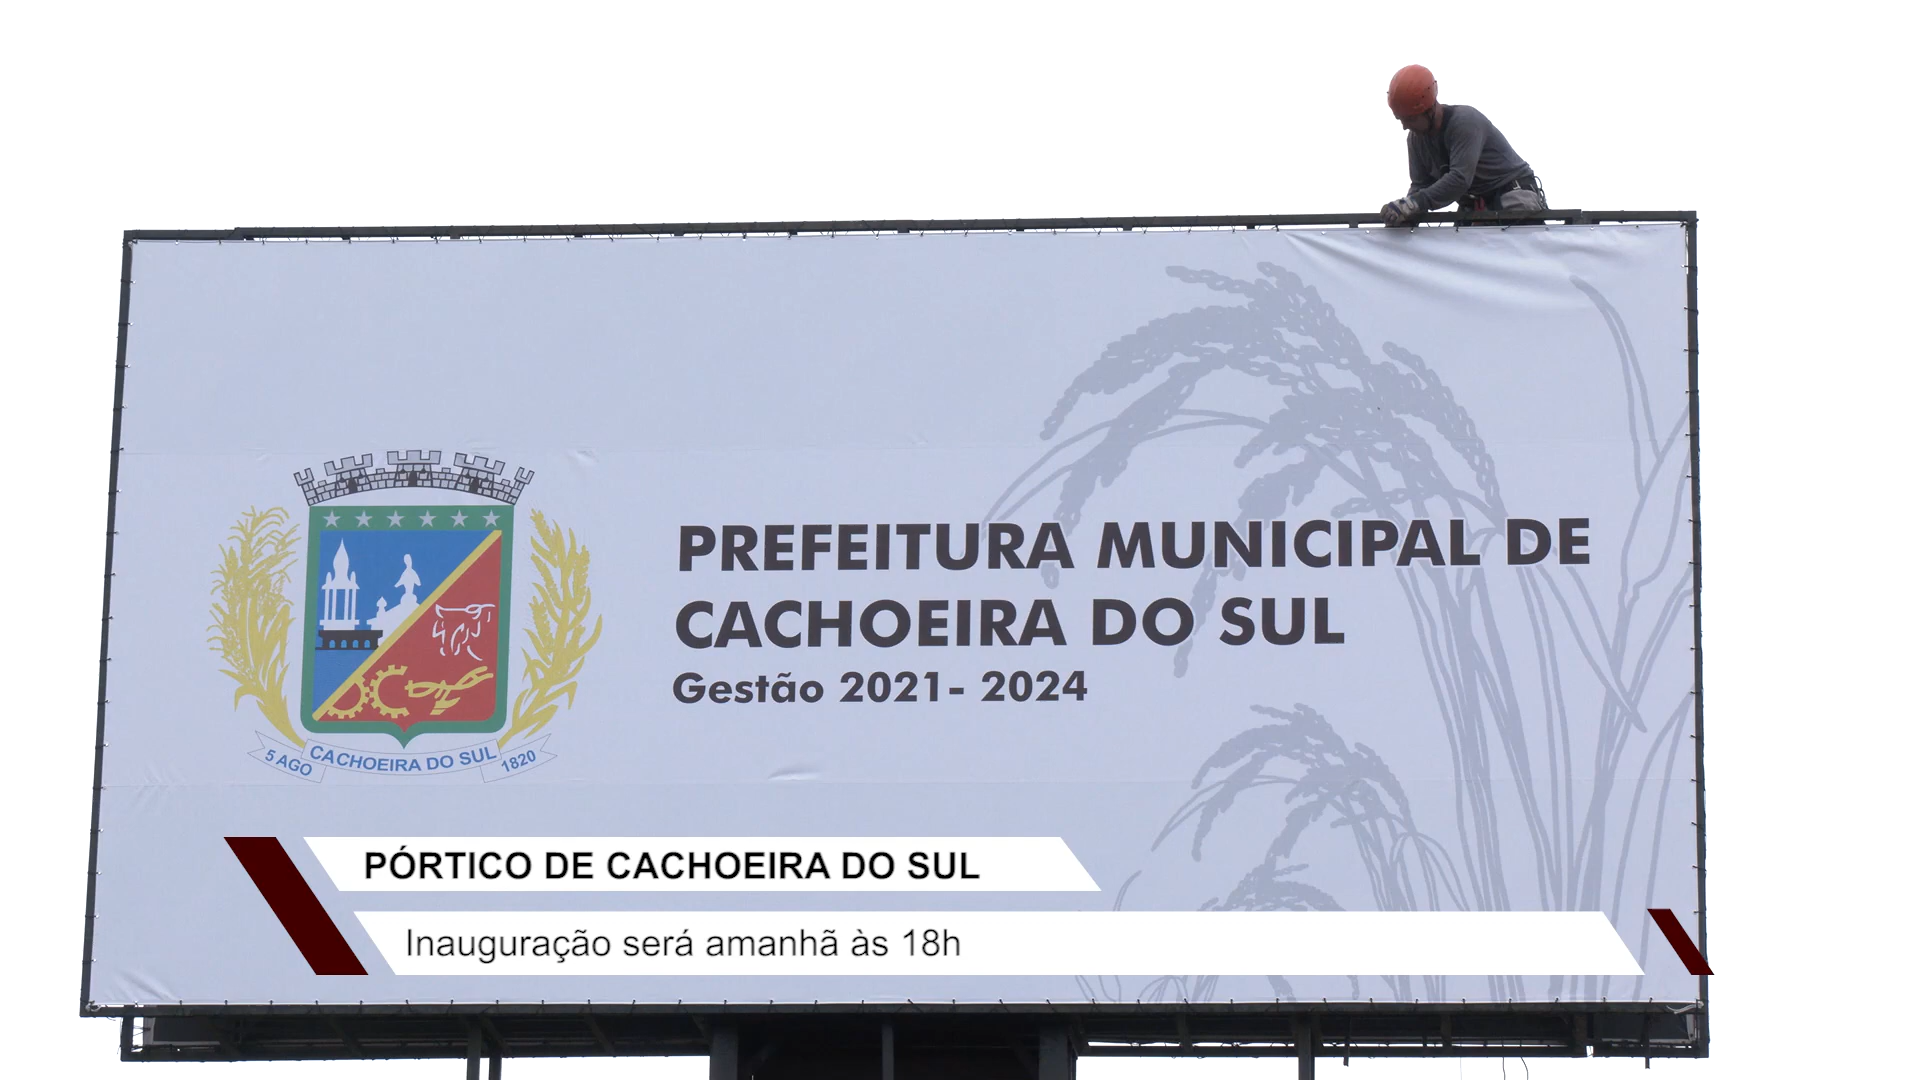 PREFEITURA MUNICIPAL DE
CACHOEIRA DO SUL
Gestão 2021- 2024
5 AGO CACHOEIRA DO SUL 1820
PÓRTICO DE CACHOEIRA DO SUL
Inauguração será amanhã às 18h